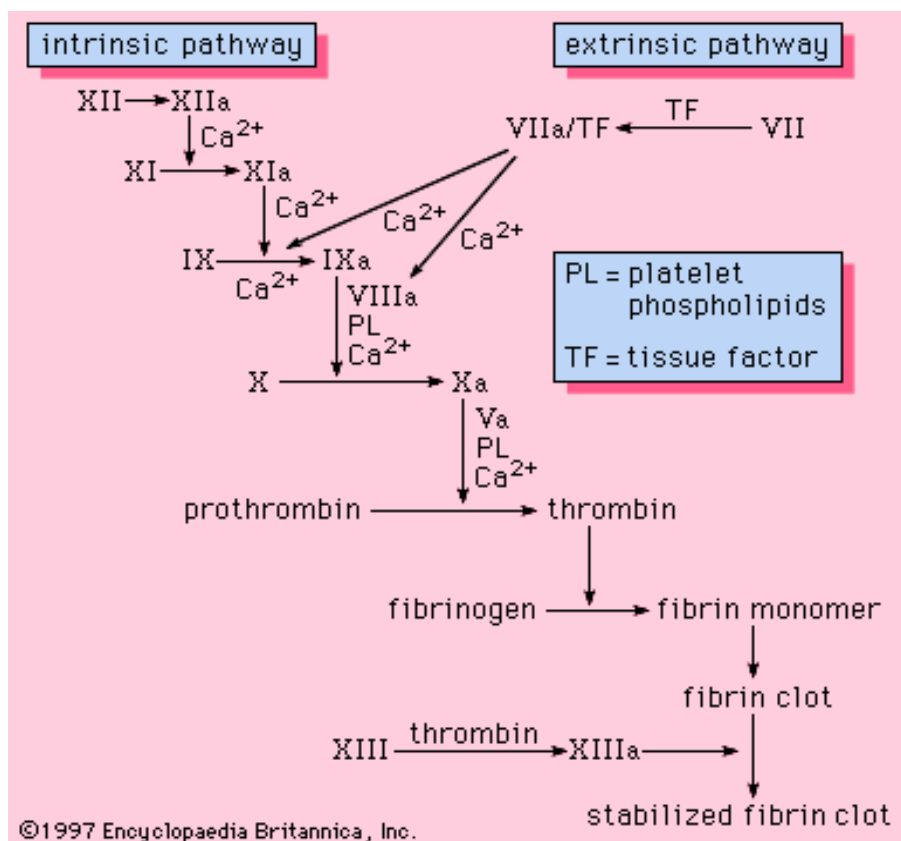 intrinsic pathway
extrinsic pathway
XII
XIIa
TF
VIIa/TF
VII
Ca2+
XI
XIa
Ca2+
Ca2+
Ca2+
IX
IXa
Ca2+
VIIIa
PL
Ca2+
PL = platelet
phospholipids
TF = tissue factor
X
Xa
Va
PL
Ca2+
prothrombin
thrombin
fibrinogen
fibrin monomer
fibrin clot
thrombin
XIII
XIIIa
stabilized fibrin clot
©1997 Encyclopaedia Britannica, Inc.